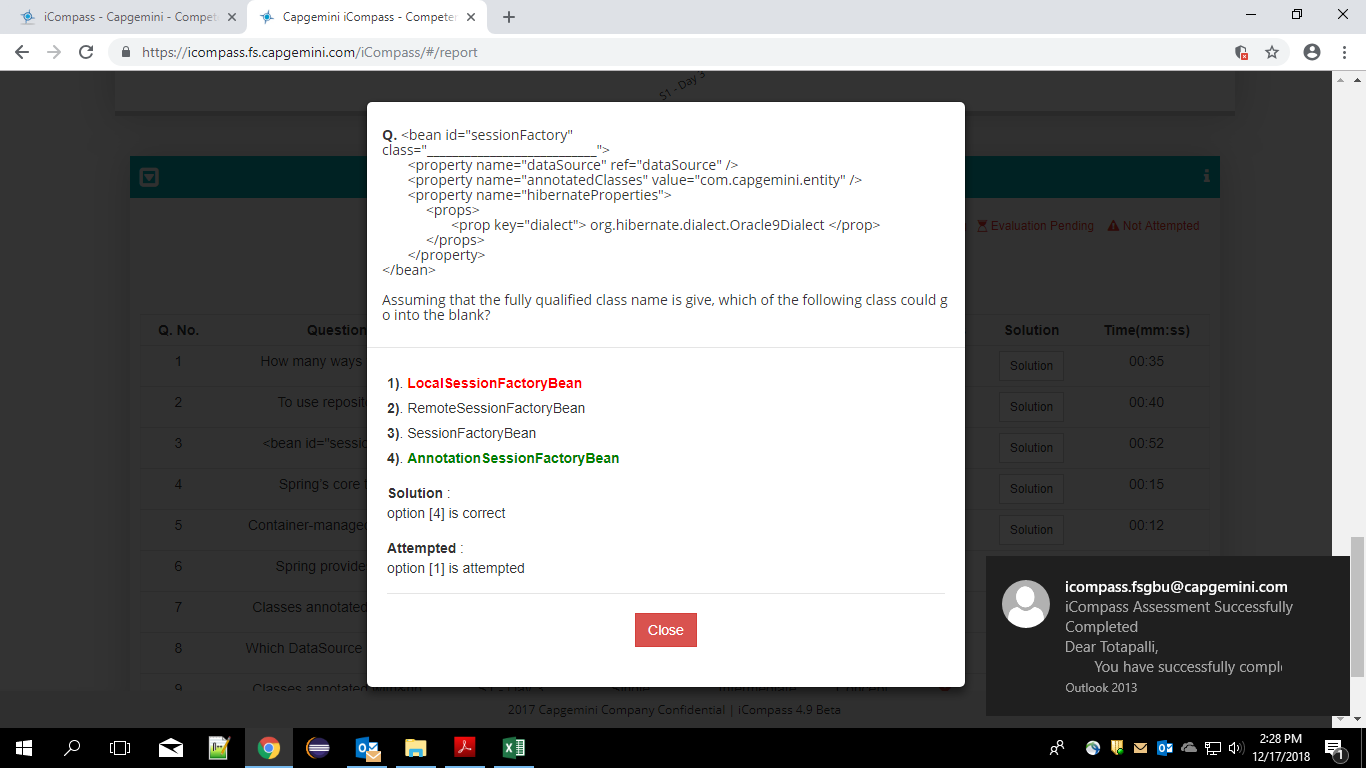 iCompass - Capgemini - Compet
Capgemini iCompass - Competen
https://icompass.fs.capgemini.com/iCompass/#/report
S1 - Day 3
Q. <bean id="sessionFactory"
class="________________________">
<property name="dataSource" ref="dataSource" />
<property name="annotatedClasses" value="com.capgemini.entity" />
<property name="hibernateProperties">
<props>
<prop key="dialect"> org.hibernate.dialect.Oracle9Dialect </prop>
</props>
</property>
</bean>
Assuming that the fully qualified class name is give, which of the following class could g
o into the blank?
1). LocalSessionFactoryBean
2). RemoteSessionFactoryBean
3). SessionFactoryBean
4). AnnotationSessionFactoryBean
Solution :
option [4] is correct
Attempted :
option [1] is attempted
Close
Evaluation Pending Not Attempted
Q. No. Question Solution Time(mm:ss)
1 How many ways Solution 00:35
2 To use reposit Solution 00:40
3 <bean id="sessio Solution 00:52
4 Spring's core Solution 00:15
5 Container-manage Solution 00:12
6 Spring provide
7 Classes annotated
8 Which DataSource
9 Classes annotated
2017 Capgemini Company Confidential | iCompass 4.9 Beta
icompass.fsgbu@capgemini.com
iCompass Assessment Successfully
Completed
Dear Totapalli,
You have successfully compl
Outlook 2013
2:28 PM
12/17/2018
1